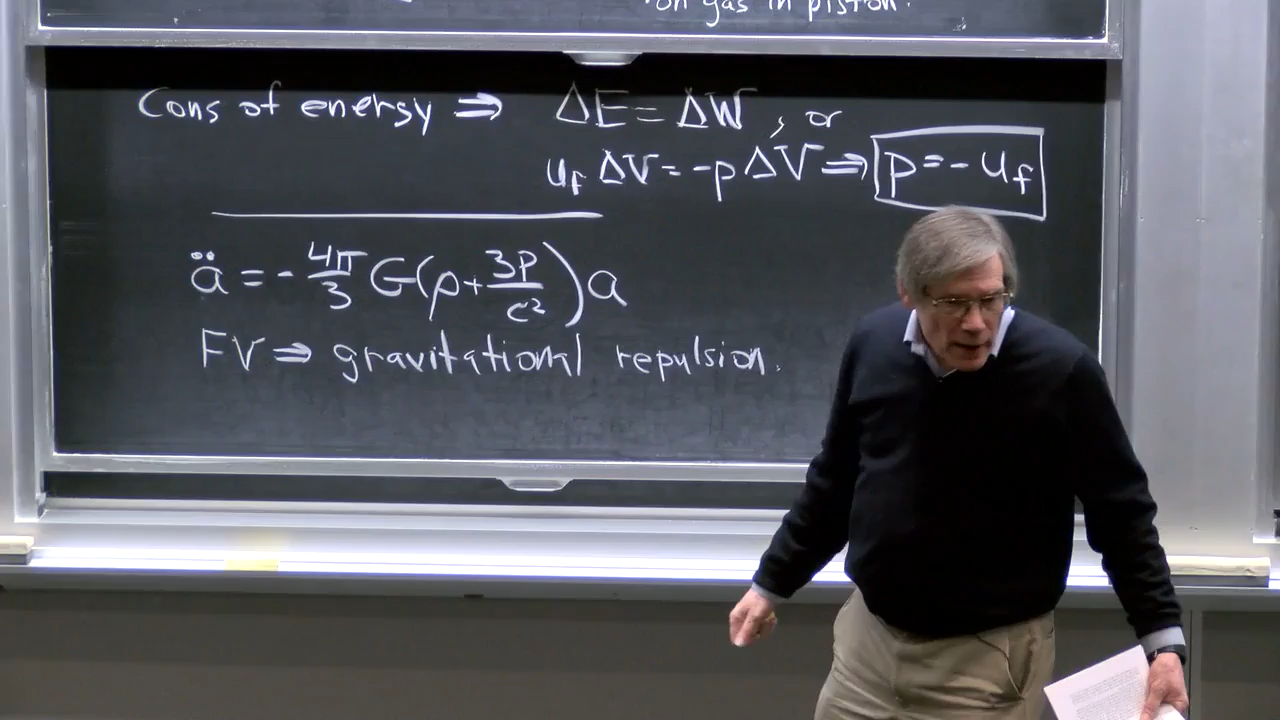 on gas in piston.
Cons of energy ⇒ ΔE = ΔW, or
u_f ΔV = -p ΔV ⇒ p = -u_f
ä = - 4π/3 G(ρ + 3p/c²) a
FV ⇒ gravitational repulsion.